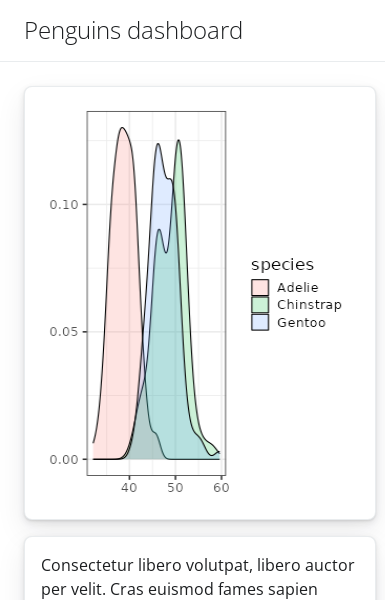 Penguins dashboard
0.10
0.05
0.00
40 50 60
species
Adelie
Chinstrap
Gentoo
Consectetur libero volutpat, libero auctor
per velit. Cras euismod fames sapien